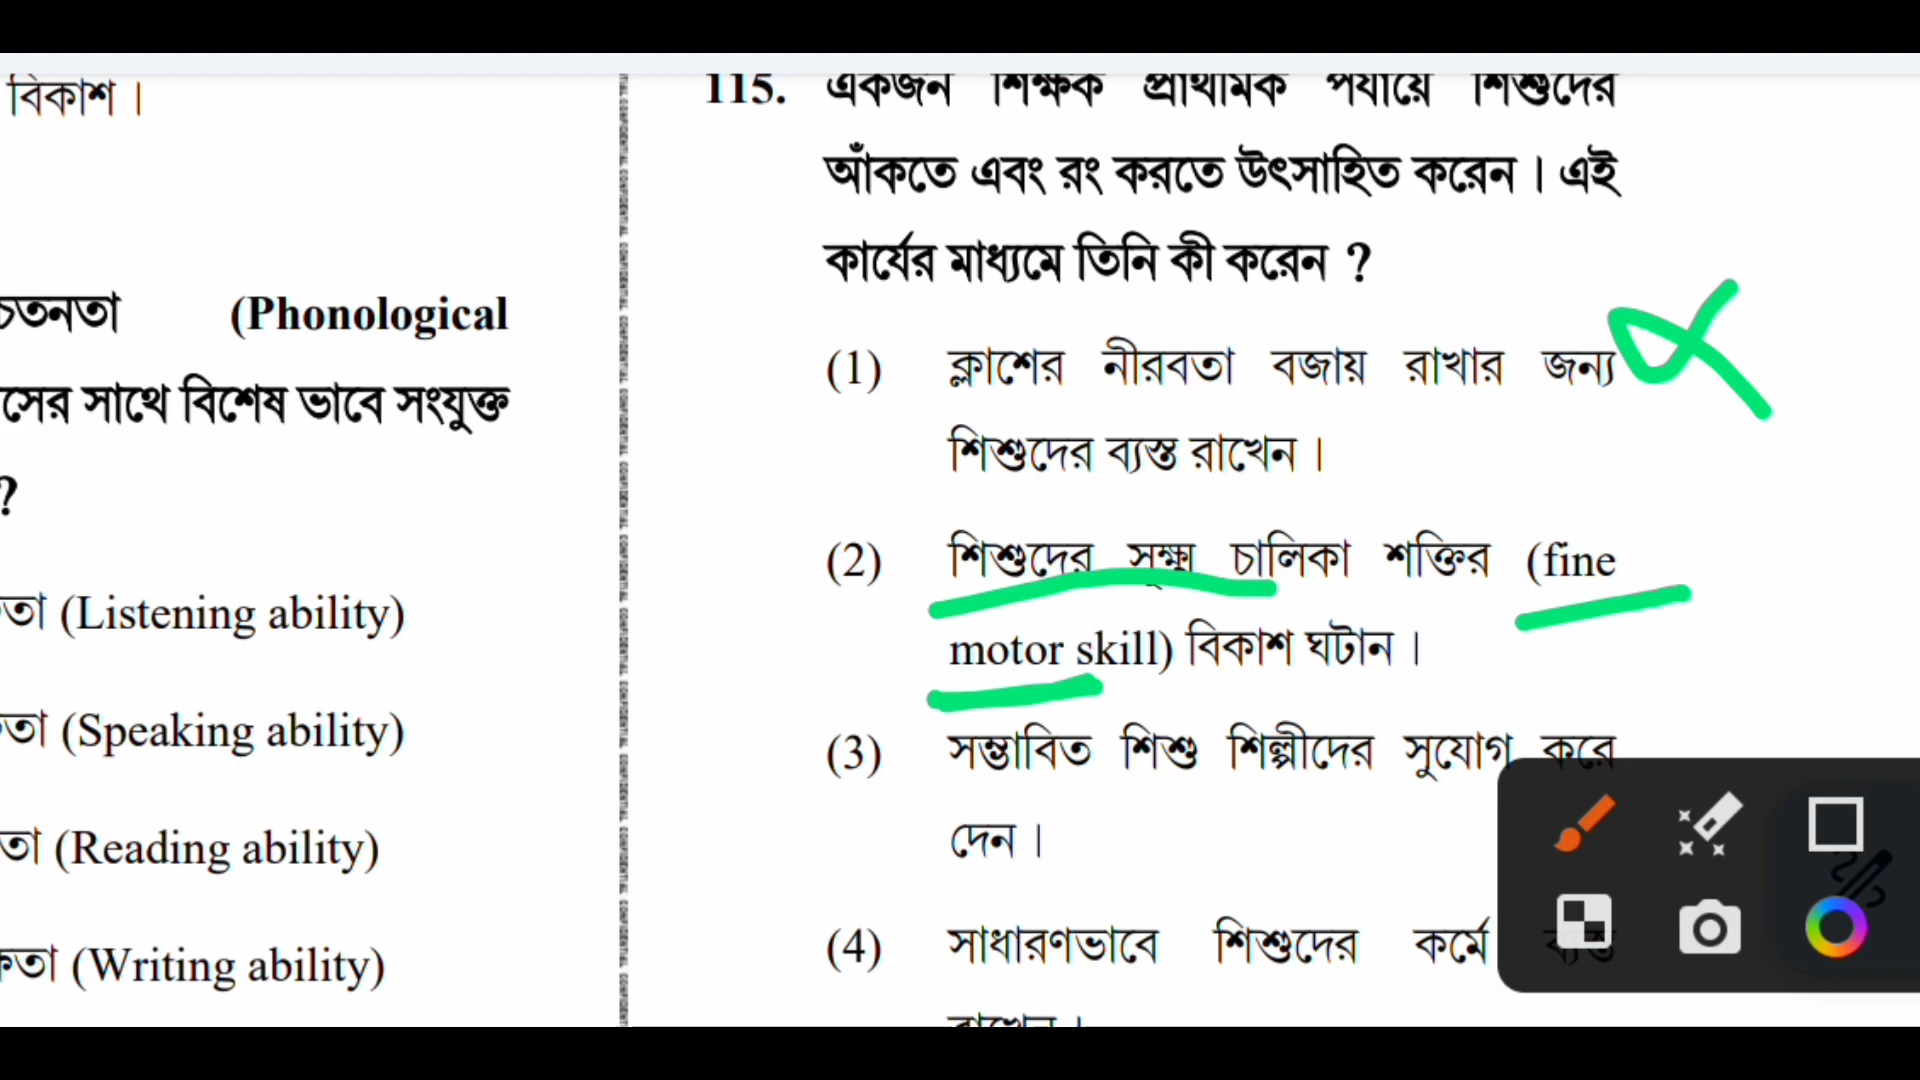 বিকাশ ।
চেতনতা (Phonological
সের সাথে বিশেষ ভাবে সংযুক্ত
?
তা (Listening ability)
তা (Speaking ability)
তা (Reading ability)
তা (Writing ability)
115. একজন শিক্ষক প্রাথমিক পর্যায়ে শিশুদের
আঁকতে এবং রং করতে উৎসাহিত করেন । এই
কার্যের মাধ্যমে তিনি কী করেন ?
(1) ক্লাশের নীরবতা বজায় রাখার জন্য
শিশুদের ব্যস্ত রাখেন ।
(2) শিশুদের সূক্ষ্ম চালিকা শক্তির (fine
motor skill) বিকাশ ঘটান ।
(3) সম্ভাবিত শিশু শিল্পীদের সুযোগ করে
দেন ।
(4) সাধারণভাবে শিশুদের কর্মে ব্যস্ত
রাখেন ।